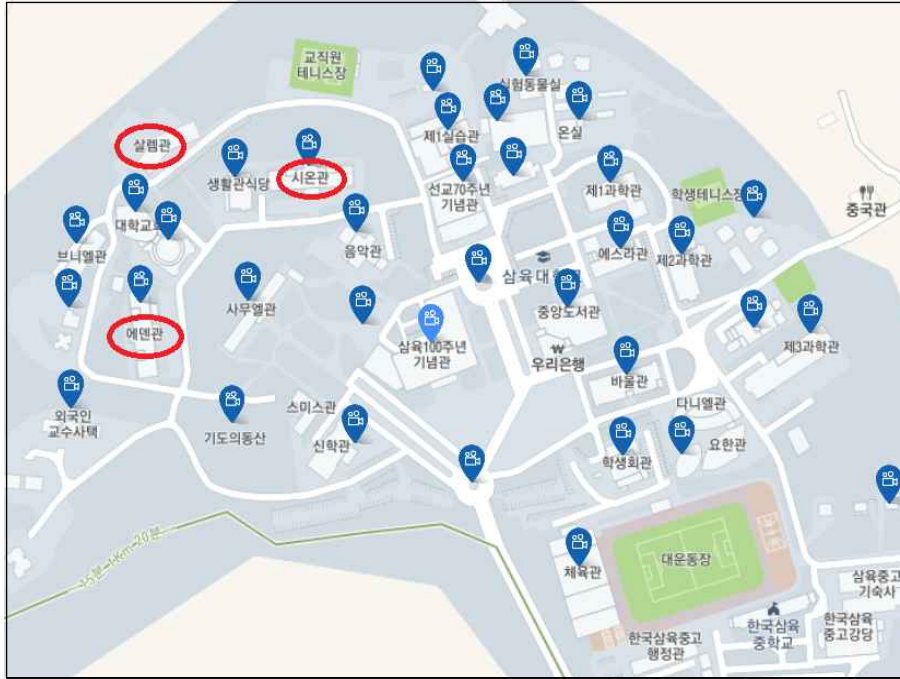 교직원
테니스장
실험동물실
제1실습관
온실
살렘관
생활관식당
시온관
선교70주년
기념관
제1과학관
학생테니스장
중국관
대학교
브니엘관
음악관
에스라관
제2과학관
삼육대학
사무엘관
중앙도서관
에덴관
삼육100주년
기념관
우리은행
제3과학관
바울관
외국인
교수사택
스미스관
다니엘관
기도의동산
신학관
학생회관
요한관
15분-1km-20분
체육관
대운동장
삼육중고
기숙사
한국삼육중고
행정관
한국삼육
중학교
한국삼육
중고강당